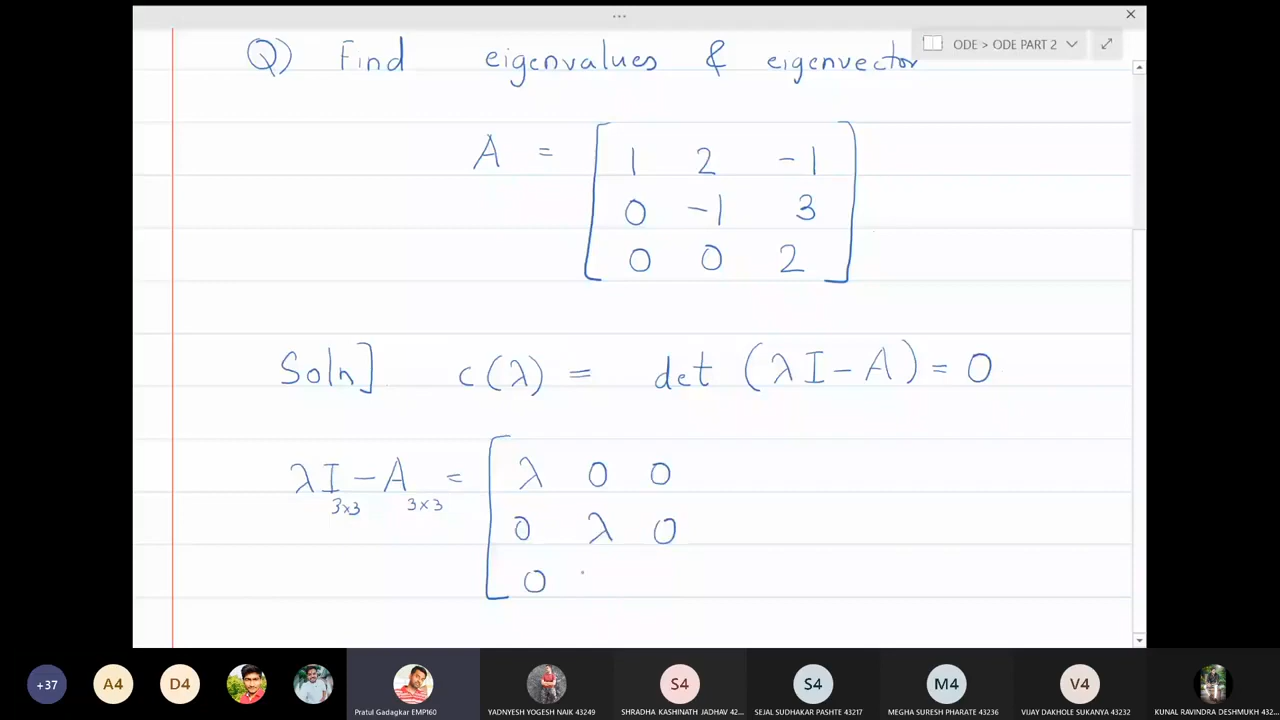 ODE > ODE PART 2
Q) Find eigenvalues & eigenvector
A = [ 1 2 -1
0 -1 3
0 0 2 ]
Soln] c(λ) = det (λI - A) = 0
λI - A = [ λ 0 0
3x3 3x3
0 λ 0
0
+37
A4
D4
Pratul Gadagkar EMP160
YADNYESH YOGESH NAIK 43249
S4
SHRADHA KASHINATH JADHAV 42...
S4
SEJAL SUDHAKAR PASHTE 43217
M4
MEGHA SURESH PHARATE 43236
V4
VIJAY DAKHOLE SUKANYA 43232
KUNAL RAVINDRA DESHMUKH 432...